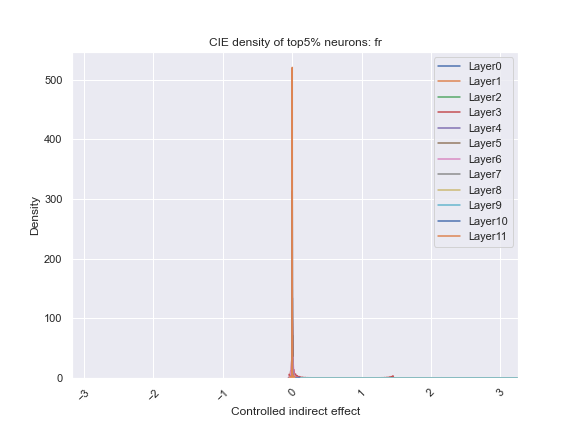 CIE density of top5% neurons: fr
Density
500
400
300
200
100
0
-3
-2
-1
0
1
2
3
Controlled indirect effect
Layer0
Layer1
Layer2
Layer3
Layer4
Layer5
Layer6
Layer7
Layer8
Layer9
Layer10
Layer11